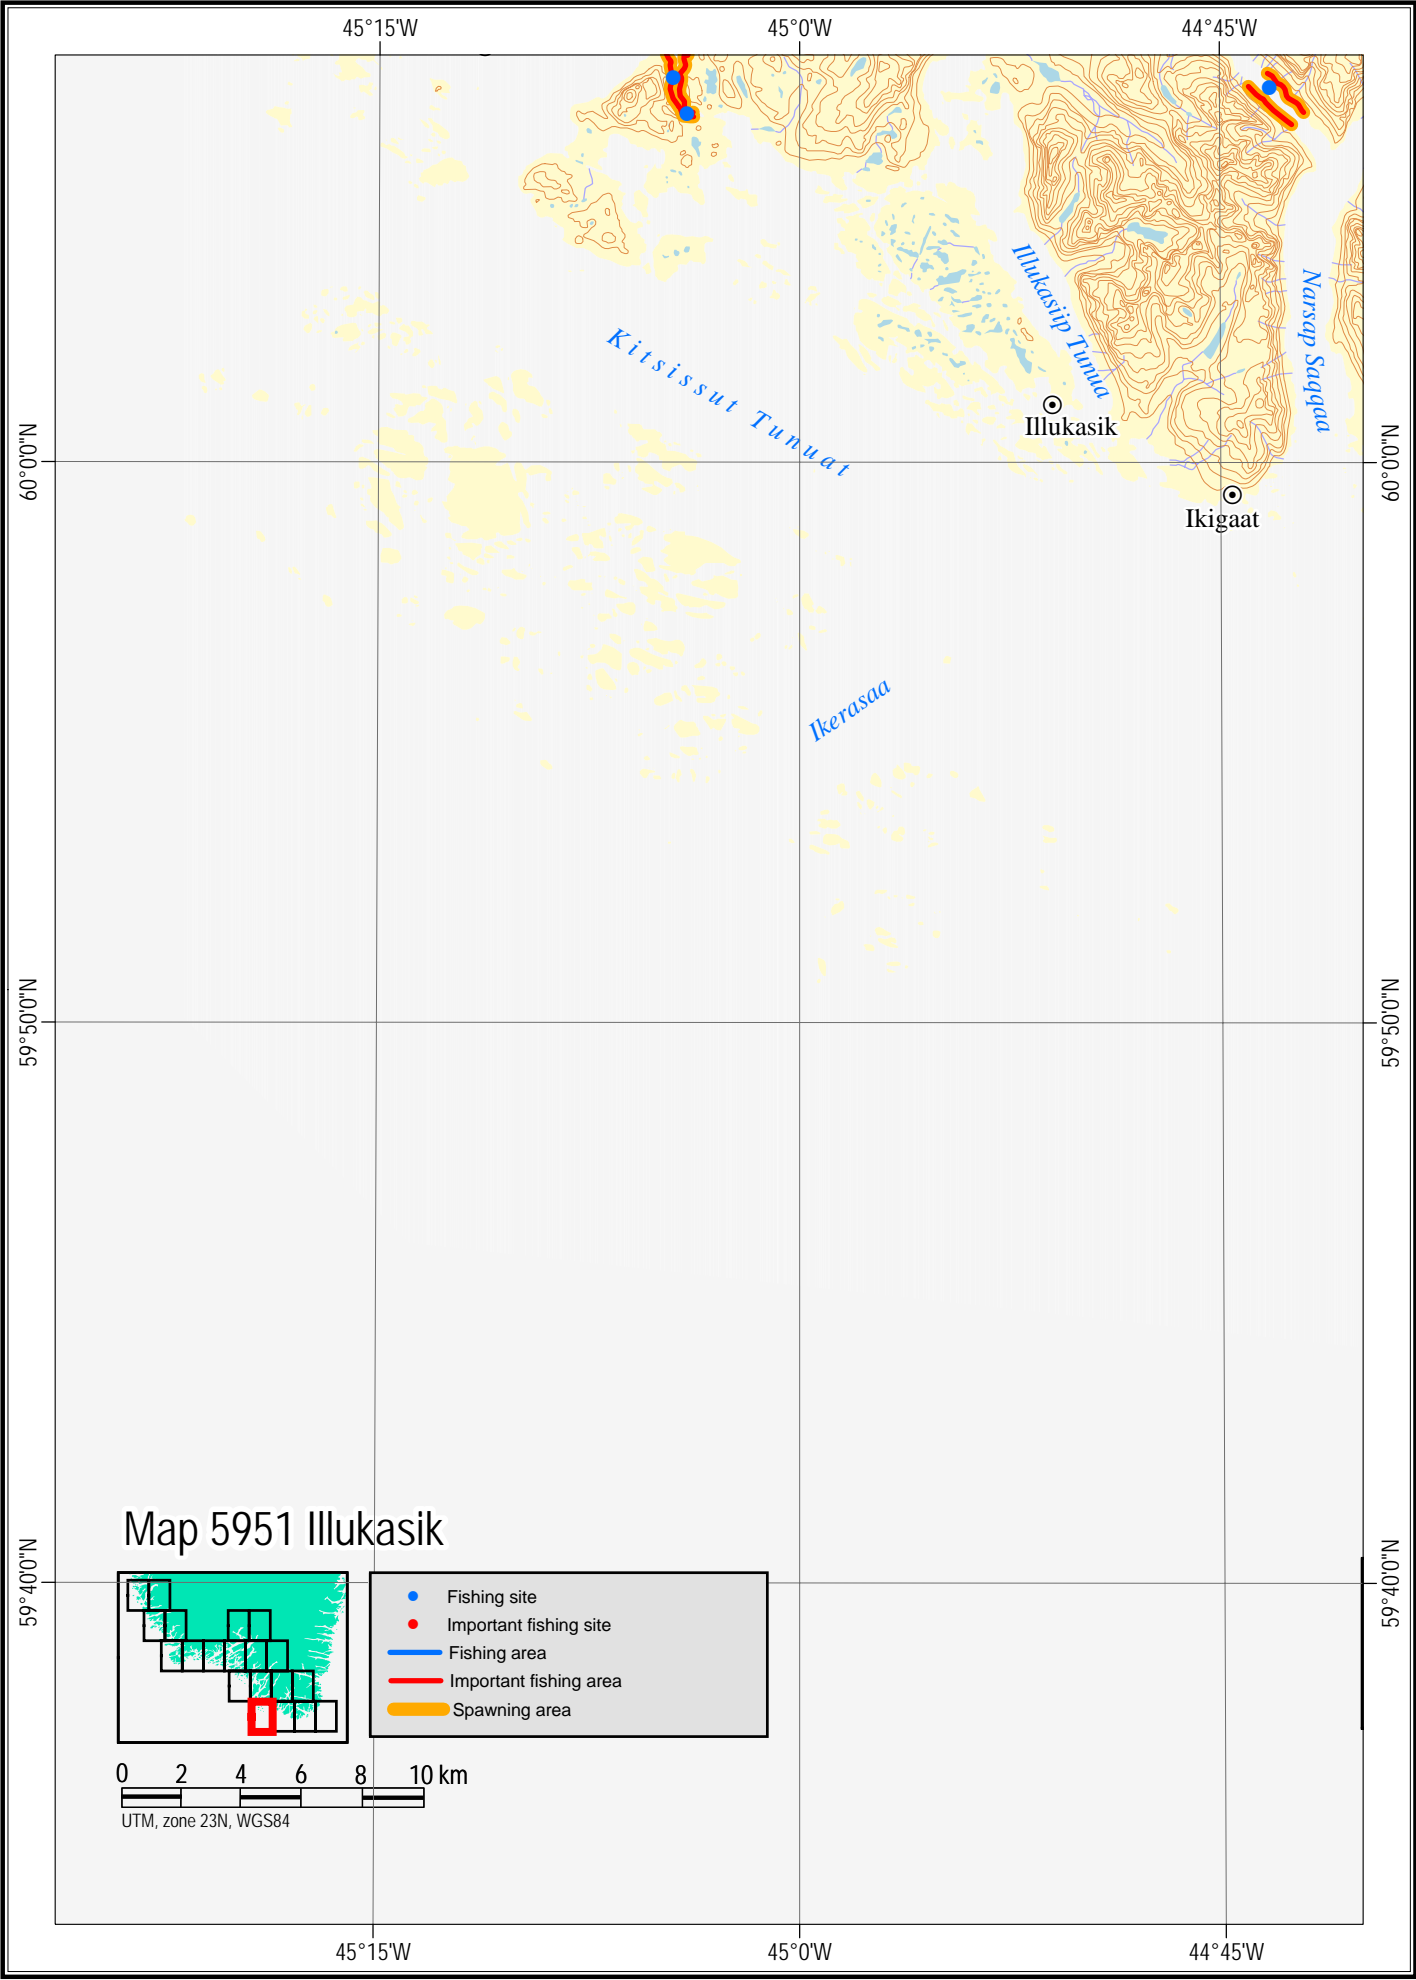 45°15'W
45°0'W
44°45'W
Illukasiip Tunua
Narsap Saqqaa
Kitsissut Tunuat
Illukasik
60°0'0"N
60°0'0"N
Ikigaat
Ikerasaa
59°50'0"N
59°50'0"N
Map 5951 Illukasik
59°40'0"N
59°40'0"N
Fishing site
Important fishing site
Fishing area
Important fishing area
Spawning area
0 2 4 6 8 10 km
UTM, zone 23N, WGS84
45°15'W
45°0'W
44°45'W